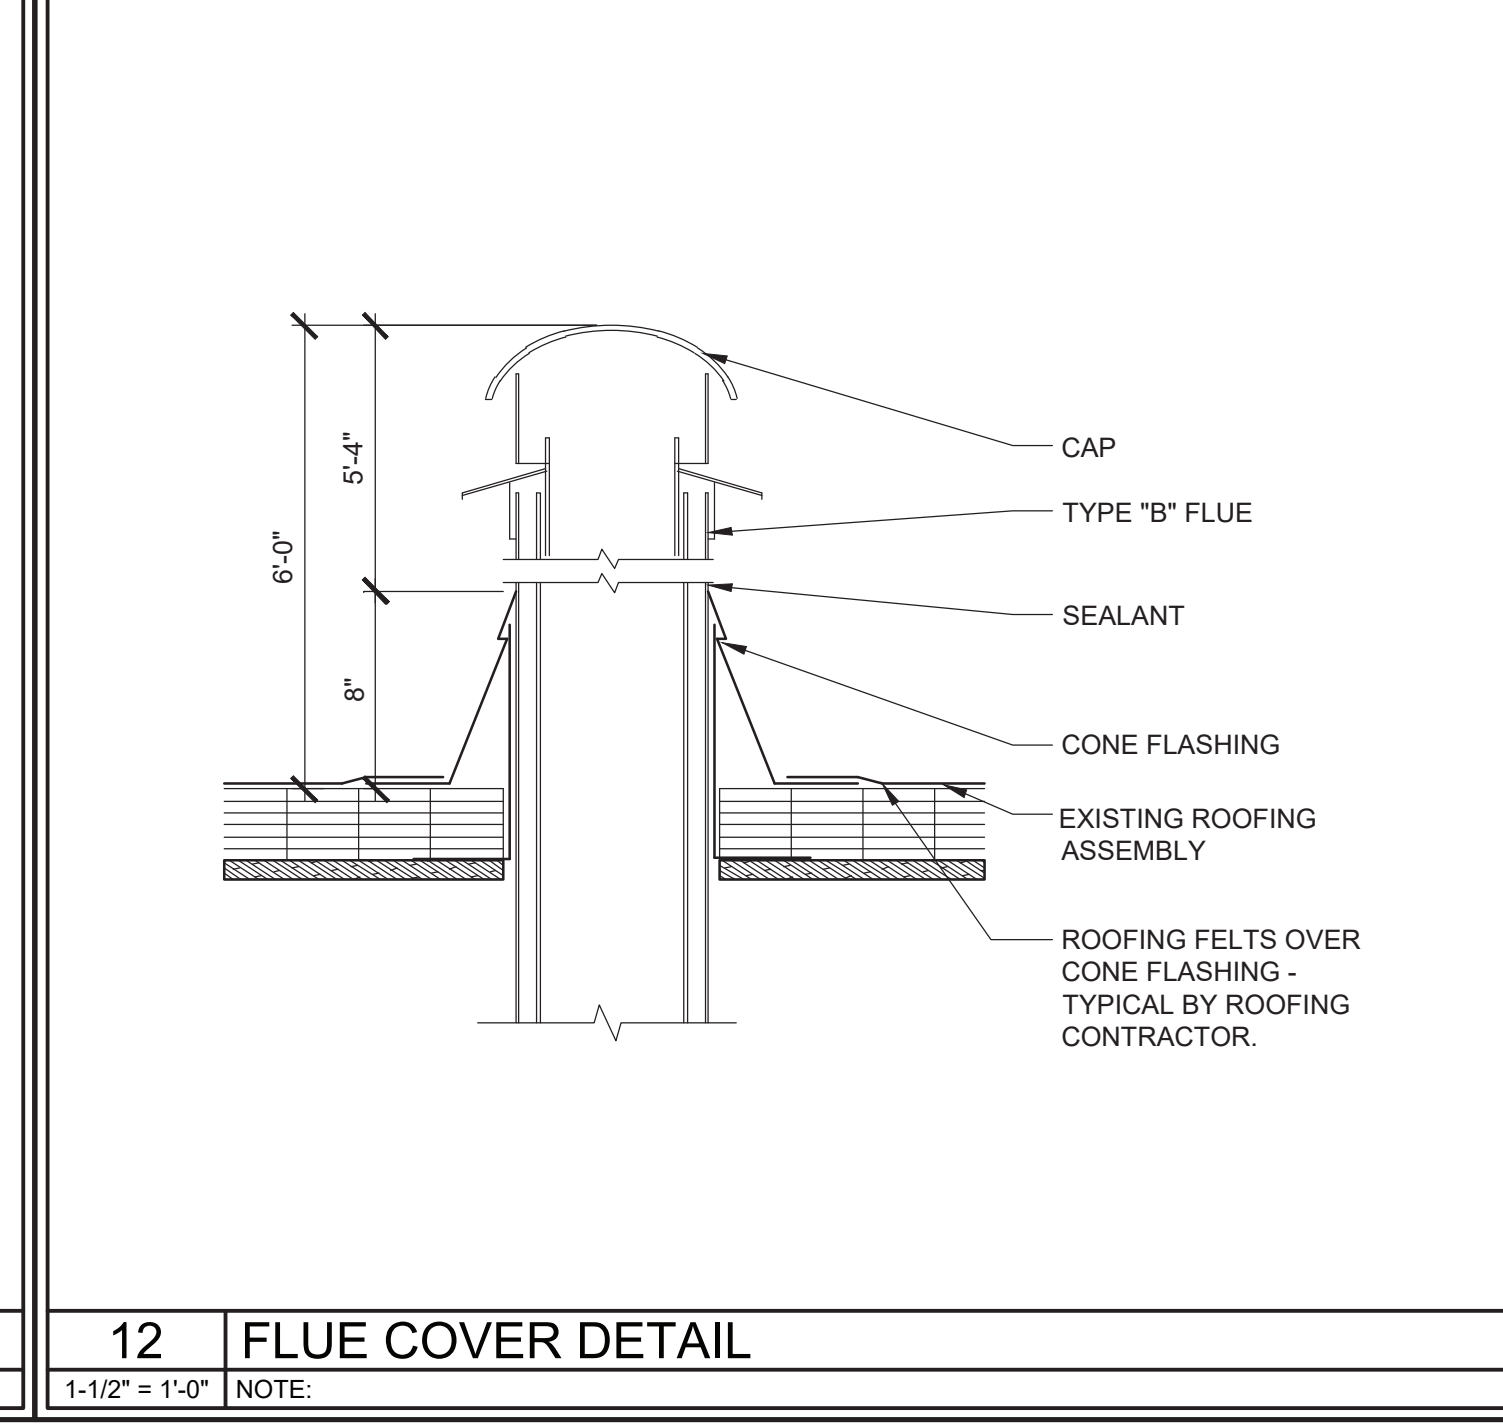 CAP
5'-4"
TYPE "B" FLUE
6'-0"
SEALANT
8"
CONE FLASHING
EXISTING ROOFING
ASSEMBLY
ROOFING FELTS OVER
CONE FLASHING -
TYPICAL BY ROOFING
CONTRACTOR.
12 FLUE COVER DETAIL
1-1/2" = 1'-0" NOTE: